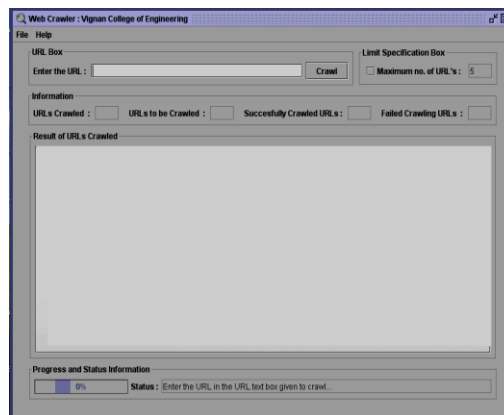 Web Crawler : Vignan College of Engineering
File Help
URL Box
Limit Specification Box
Enter the URL :
Crawl
Maximum no. of URL's : 5
Information
URLs Crawled : URLs to be Crawled : Succesfully Crawled URLs : Failed Crawling URLs :
Result of URLs Crawled
Progress and Status Information
0% Status : Enter the URL in the URL text box given to crawl...